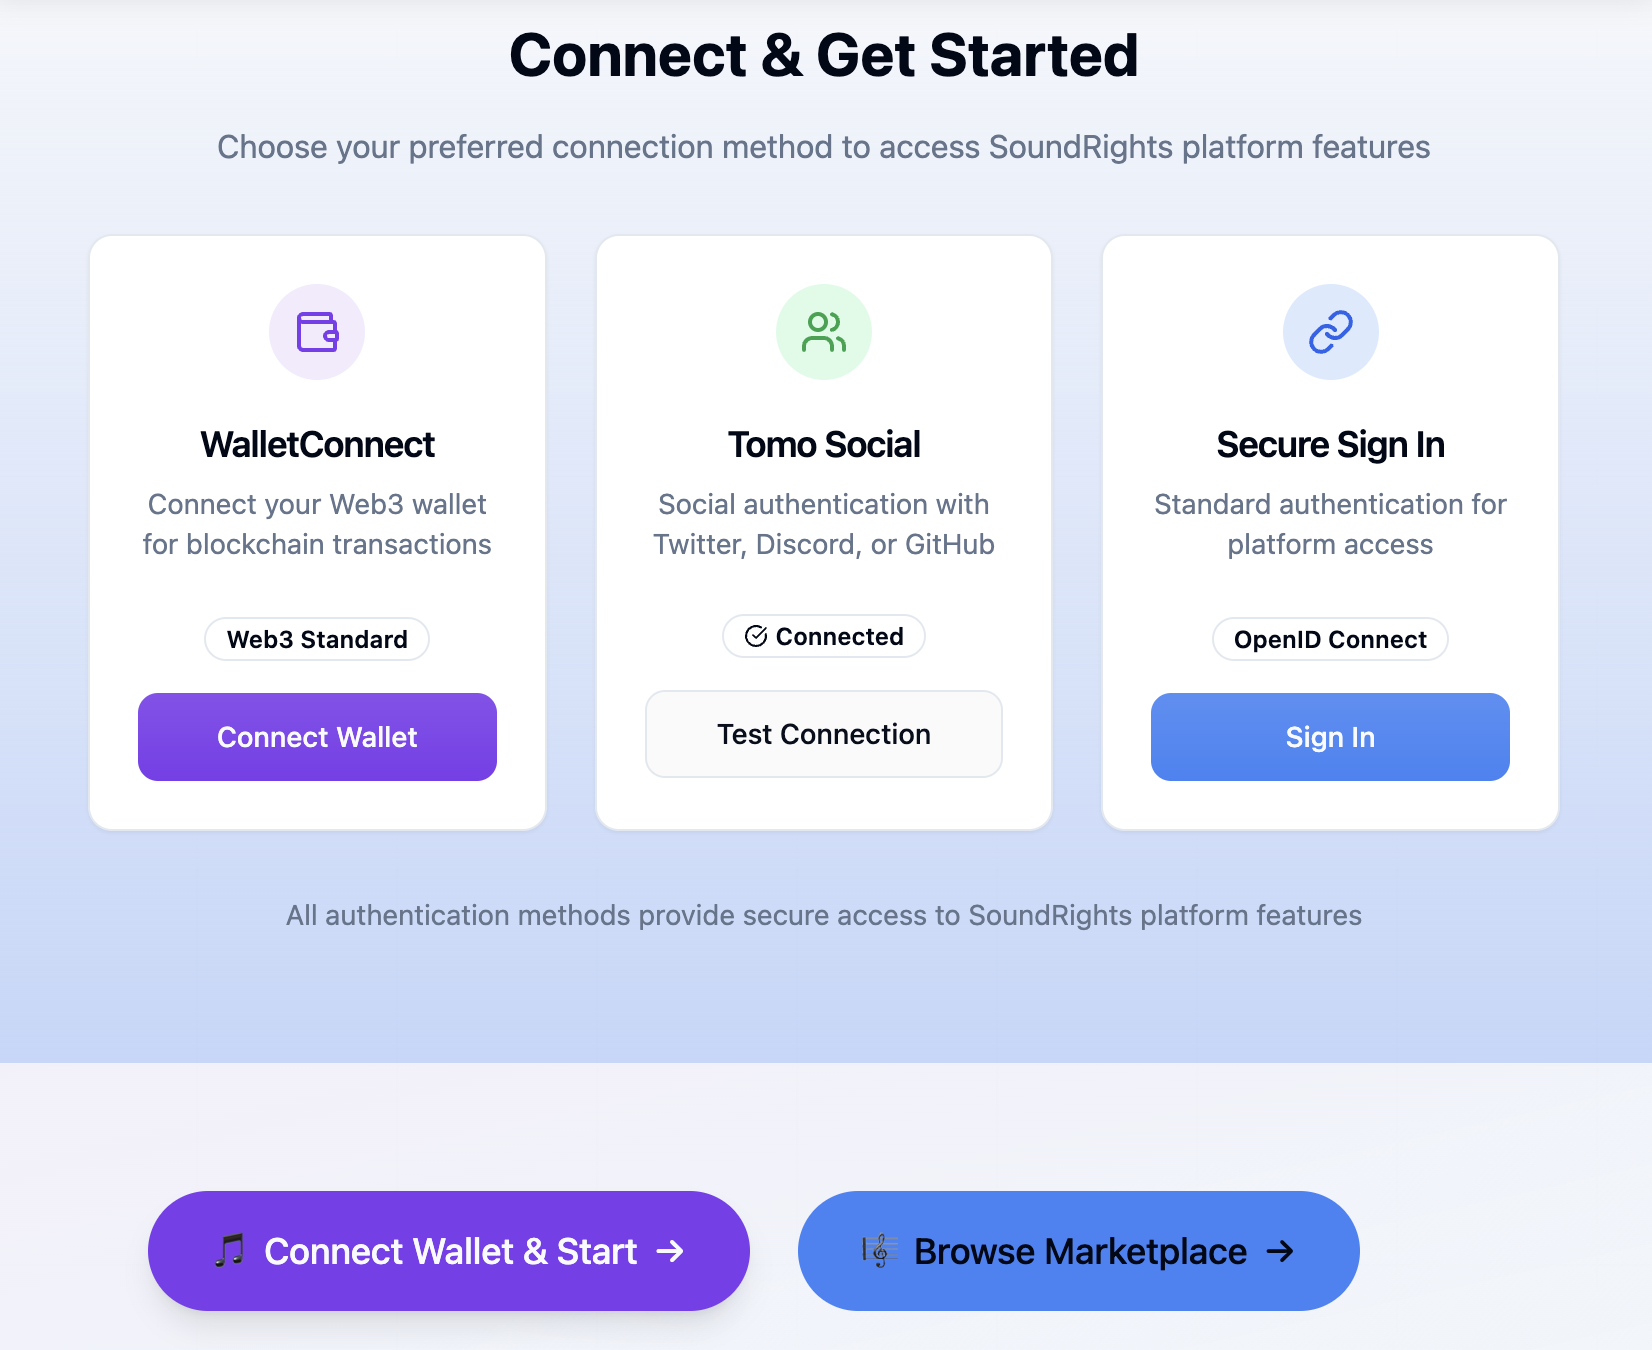 Connect & Get Started
Choose your preferred connection method to access SoundRights platform features
WalletConnect
Connect your Web3 wallet
for blockchain transactions
Web3 Standard
Connect Wallet
Tomo Social
Social authentication with
Twitter, Discord, or GitHub
Connected
Test Connection
Secure Sign In
Standard authentication for
platform access
OpenID Connect
Sign In
All authentication methods provide secure access to SoundRights platform features
🎵 Connect Wallet & Start →
🎼 Browse Marketplace →